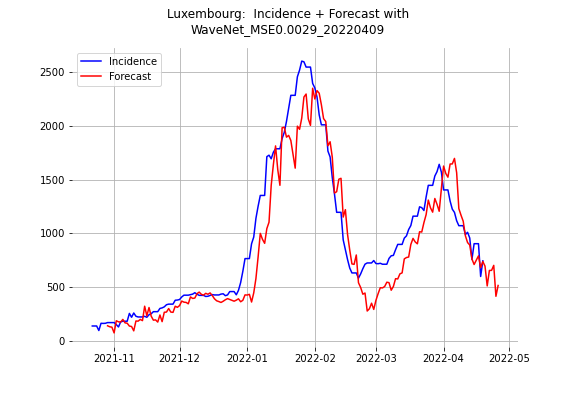 Luxembourg:  Incidence + Forecast with
WaveNet_MSE0.0029_20220409
Incidence
Forecast
2500
2000
1500
1000
500
0
2021-11 2021-12 2022-01 2022-02 2022-03 2022-04 2022-05